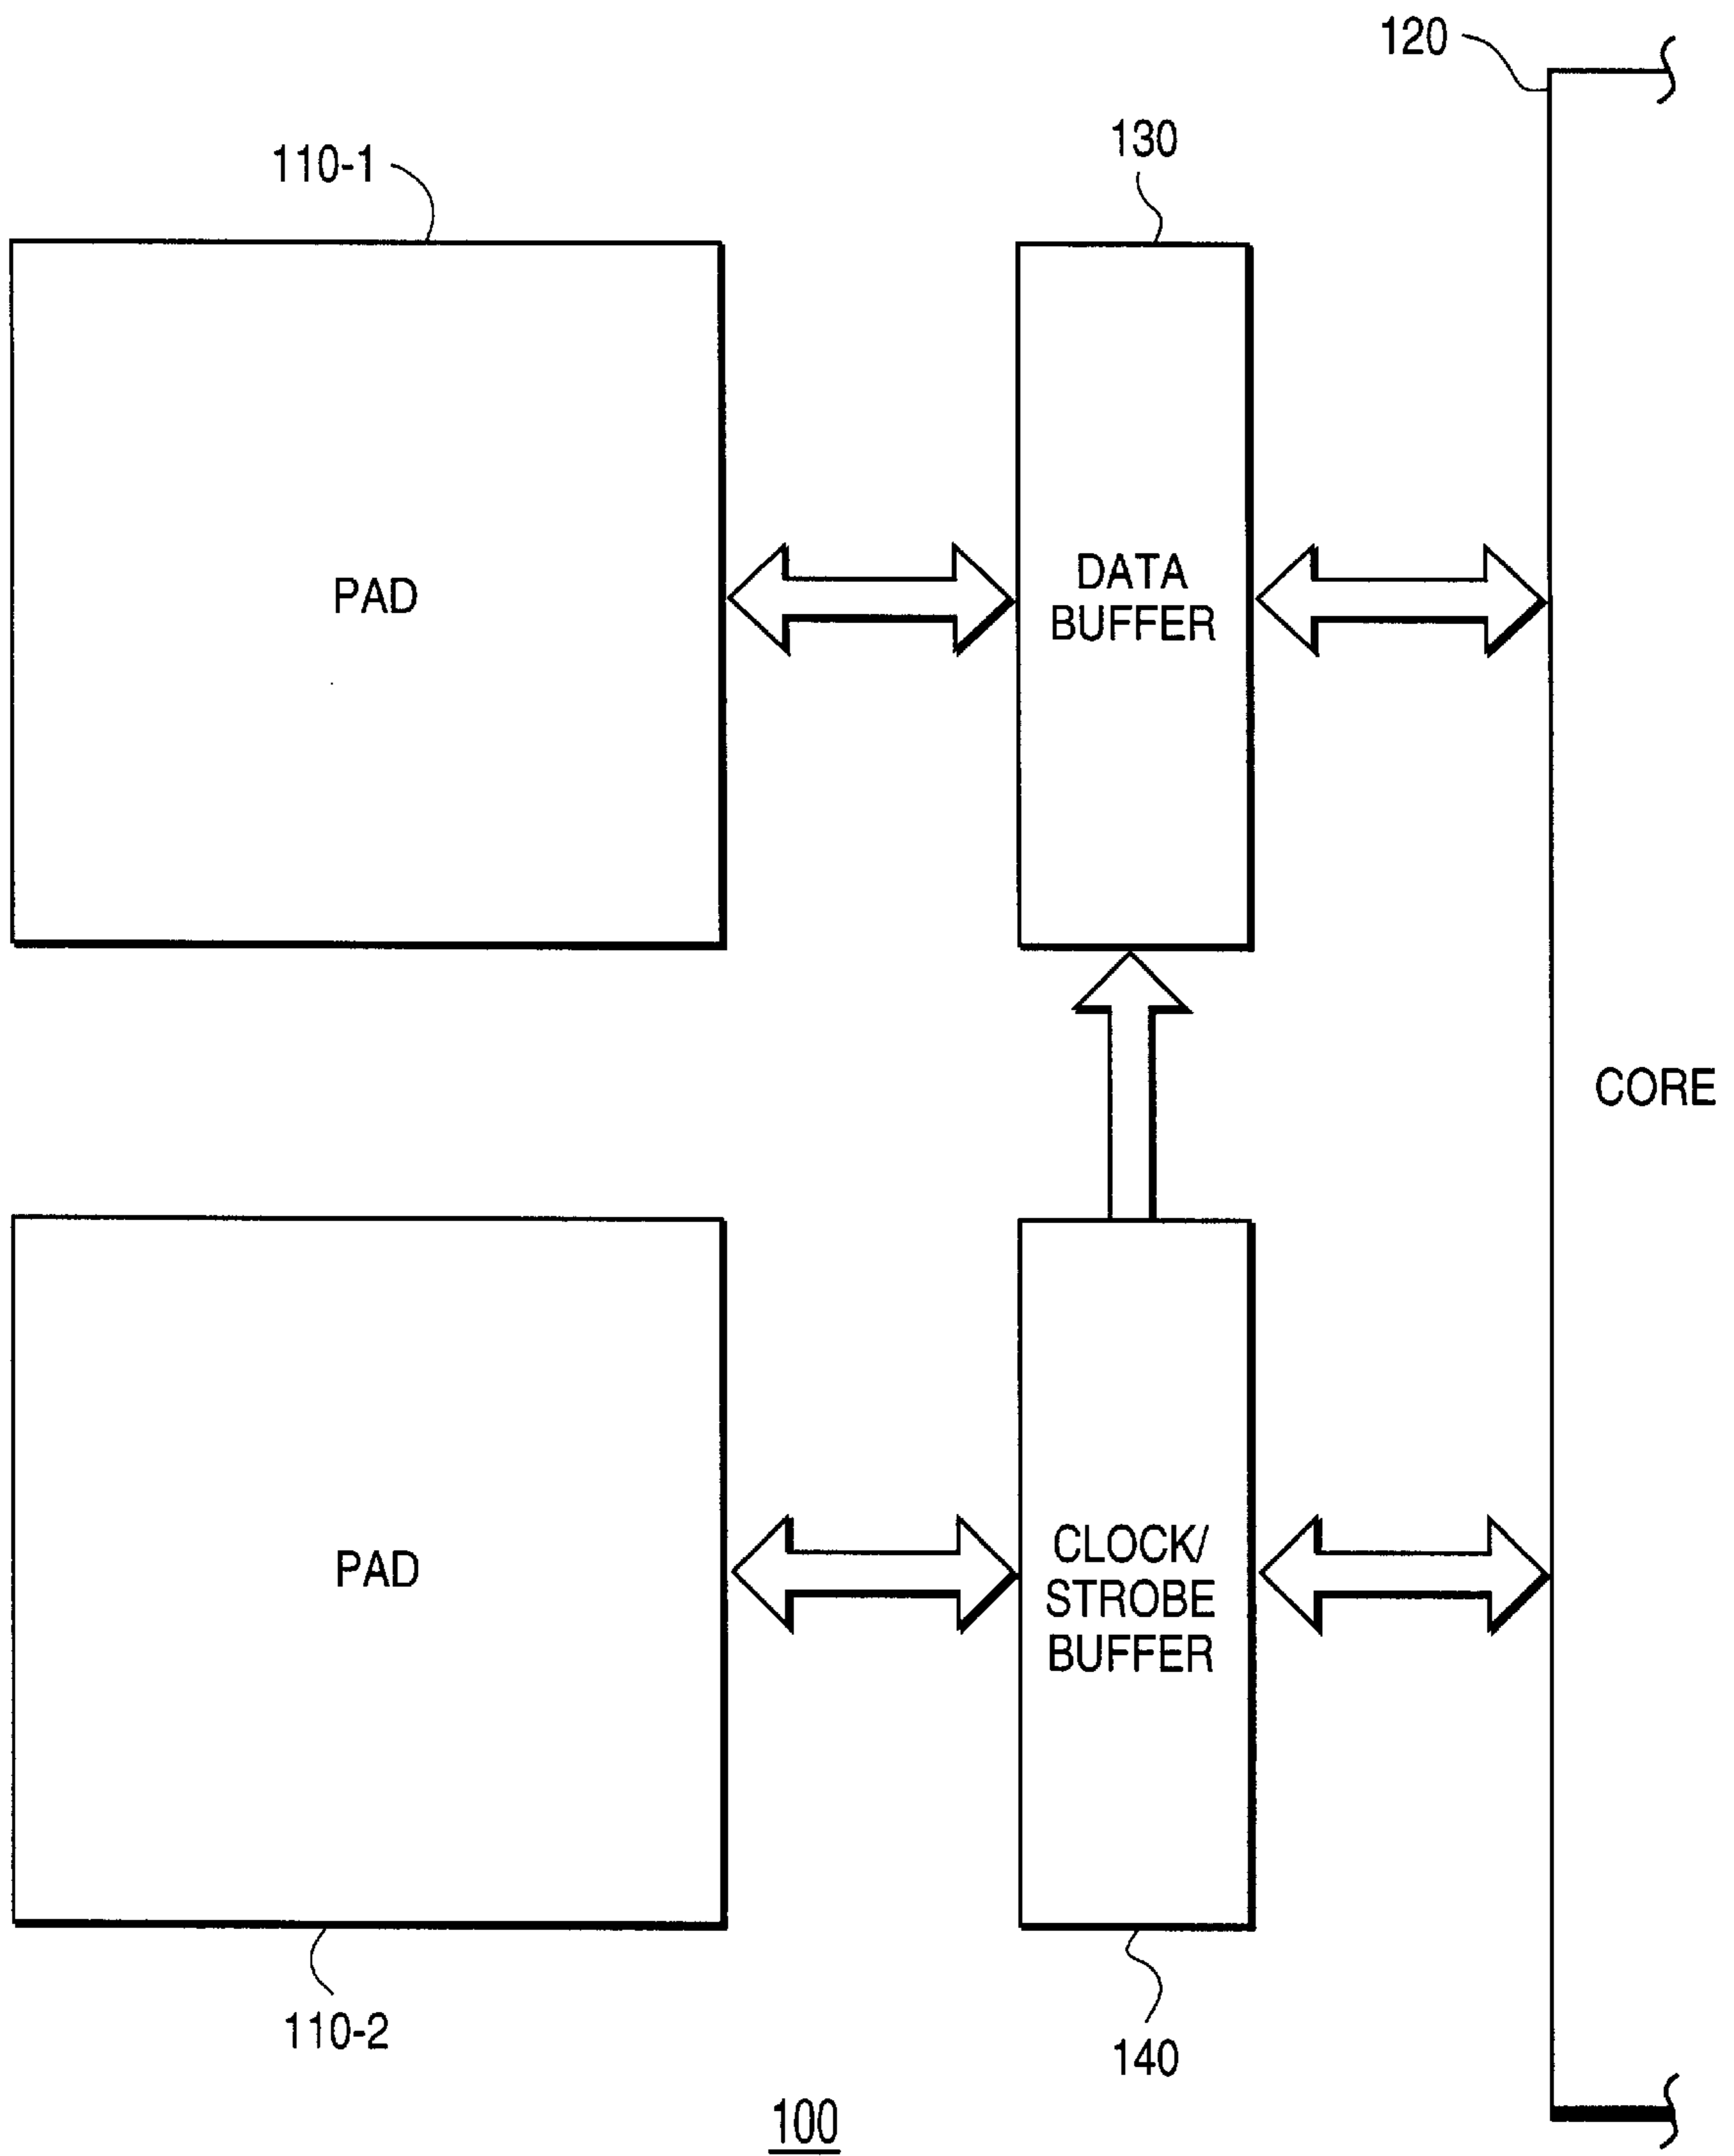 120
130
110-1
PAD
DATA
BUFFER
CORE
PAD
CLOCK/
STROBE
BUFFER
110-2
140
100